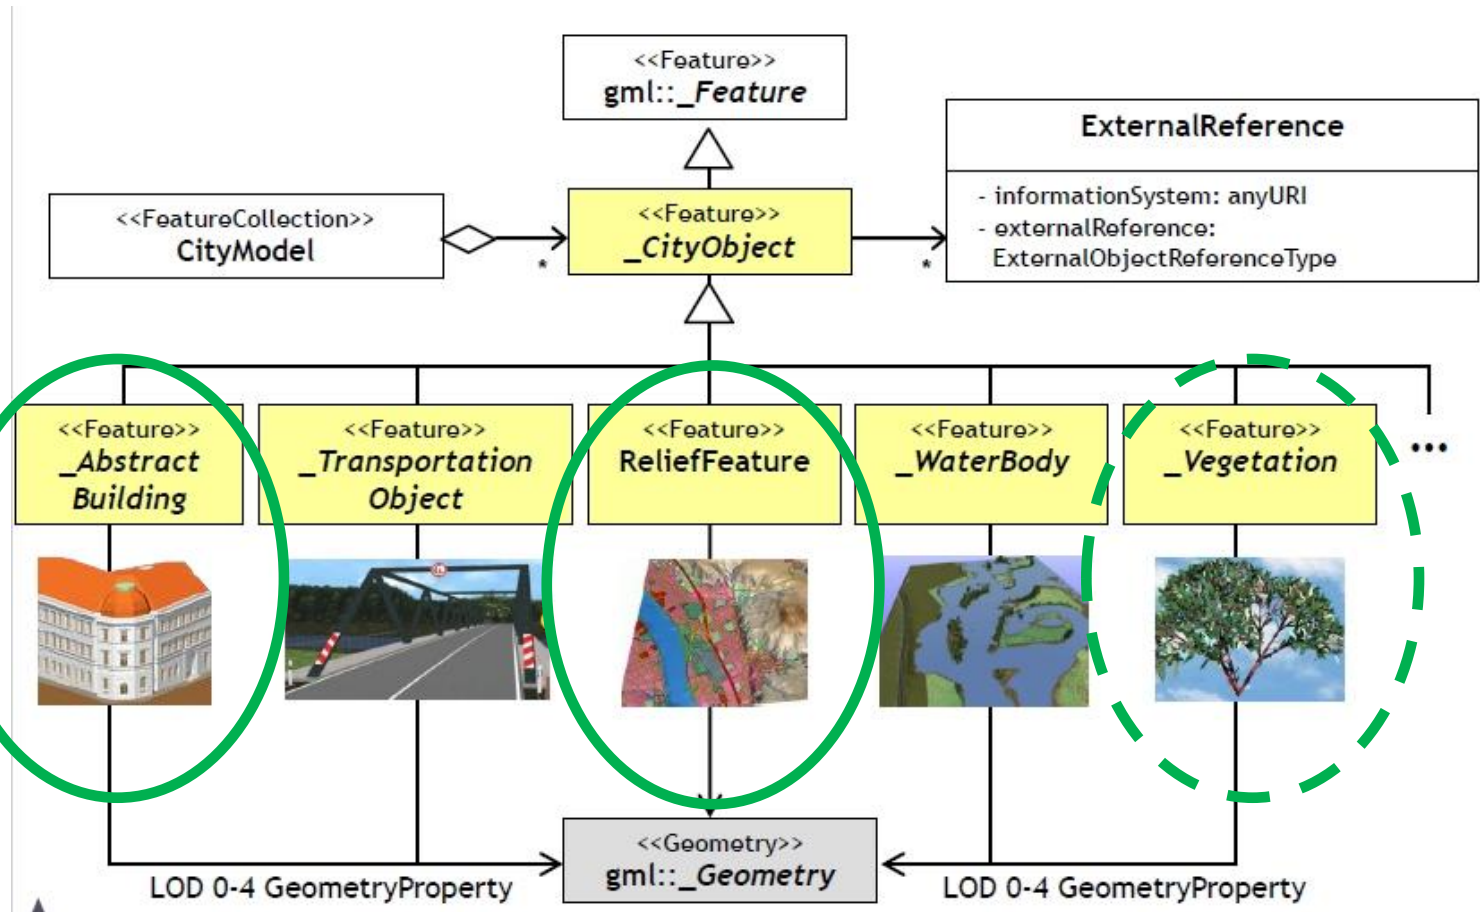 <<Feature>>
gml::_Feature
ExternalReference
- informationSystem: anyURI
- externalReference:
ExternalObjectReferenceType
<<FeatureCollection>>
CityModel
<<Feature>>
_CityObject
*
*
<<Feature>>
_Abstract
Building
<<Feature>>
_Transportation
Object
<<Feature>>
ReliefFeature
<<Feature>>
_WaterBody
<<Feature>>
_Vegetation
...
<<Geometry>>
gml::_Geometry
LOD 0-4 GeometryProperty
LOD 0-4 GeometryProperty